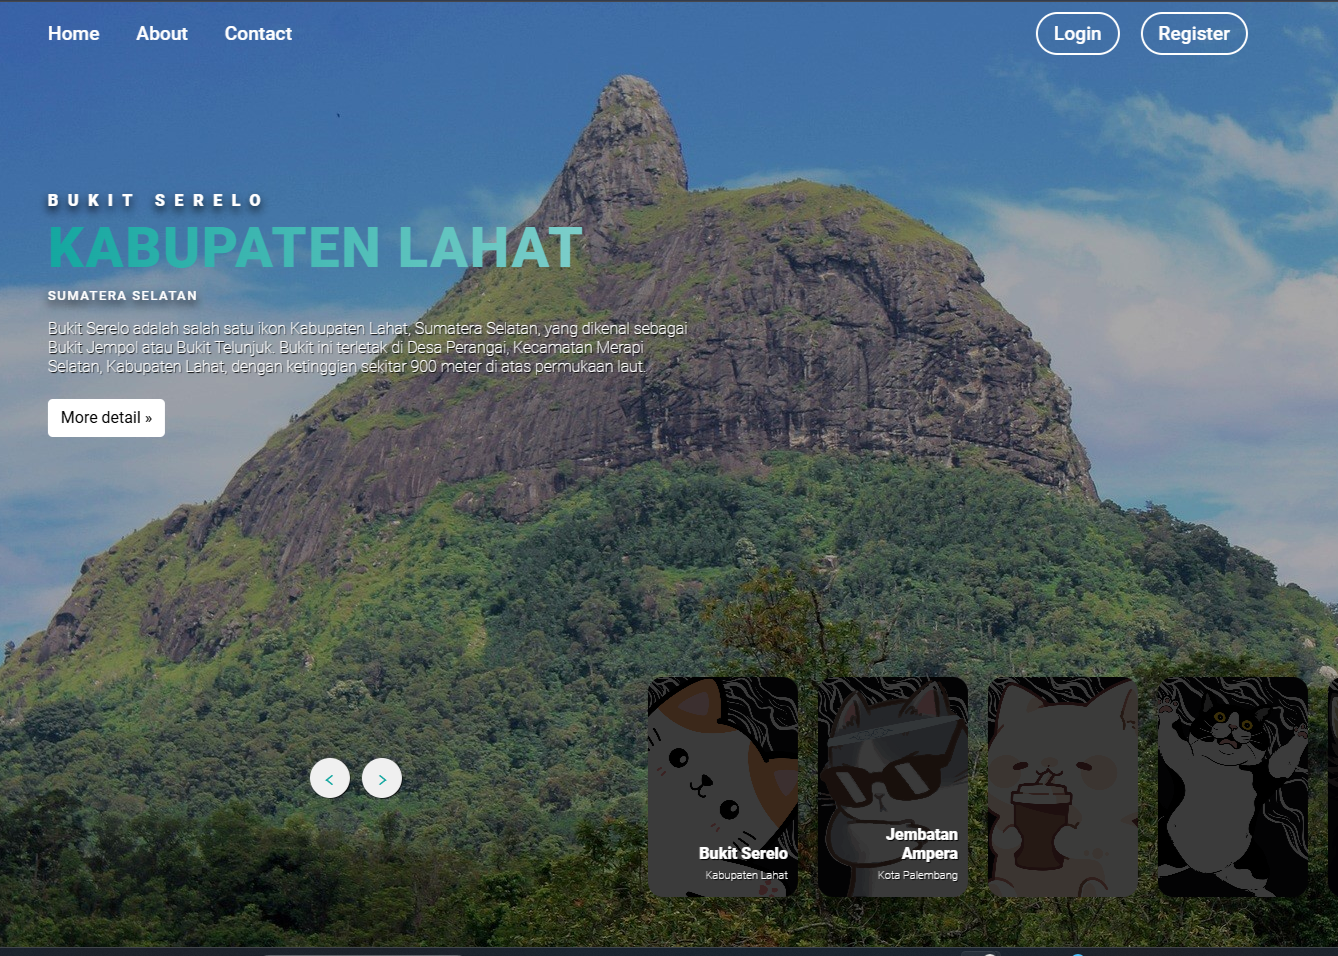 Home About Contact Login Register
BUKIT SERELO
KABUPATEN LAHAT
SUMATERA SELATAN
Bukit Serelo adalah salah satu ikon Kabupaten Lahat, Sumatera Selatan, yang dikenal sebagai
Bukit Jempol atau Bukit Telunjuk. Bukit ini terletak di Desa Perangai, Kecamatan Merapi
Selatan, Kabupaten Lahat, dengan ketinggian sekitar 900 meter di atas permukaan laut.
More detail »
< >
Bukit Serelo
Kabupaten Lahat
Jembatan
Ampera
Kota Palembang